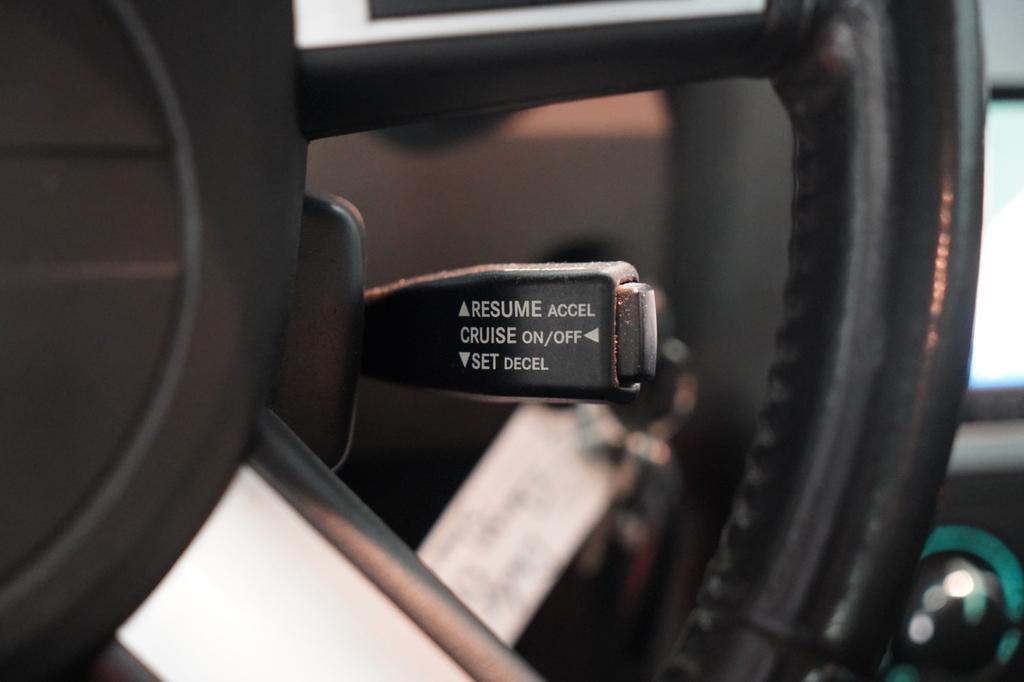 ▲RESUME ACCEL
CRUISE ON/OFF◄
▼SET DECEL